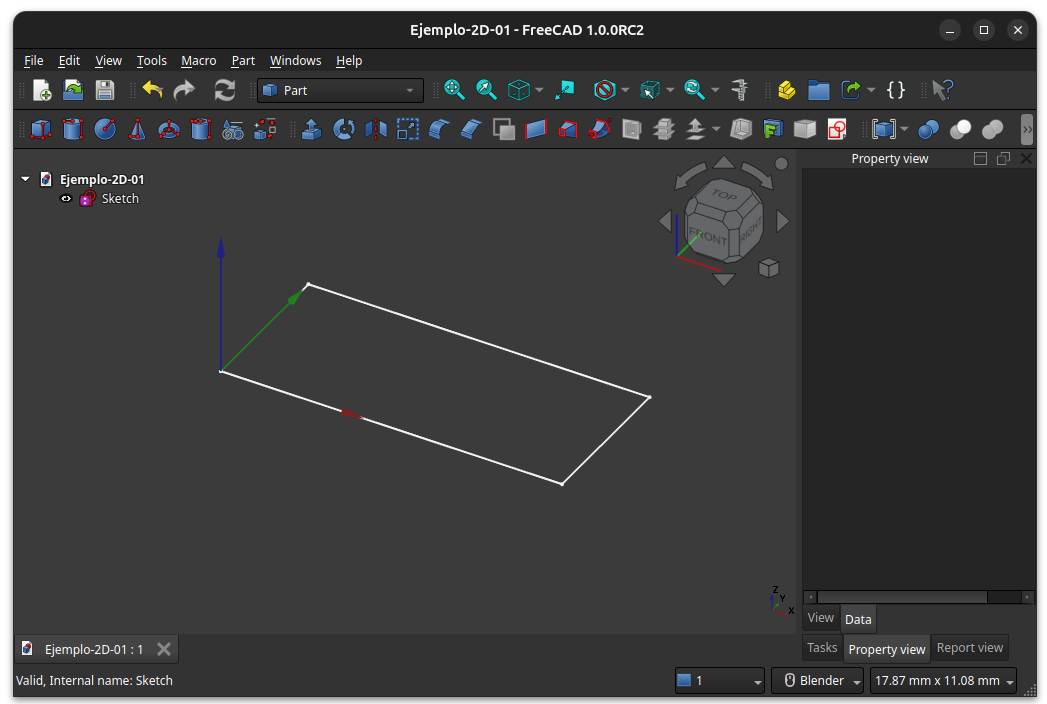 Ejemplo-2D-01 - FreeCAD 1.0.0RC2
File Edit View Tools Macro Part Windows Help
Part
{ }
Property view
Ejemplo-2D-01
Sketch
TOP
FRONT
RIGHT
Z
Y
X
View Data
Ejemplo-2D-01 : 1
Tasks Property view Report view
Valid, Internal name: Sketch
1
Blender
17.87 mm x 11.08 mm